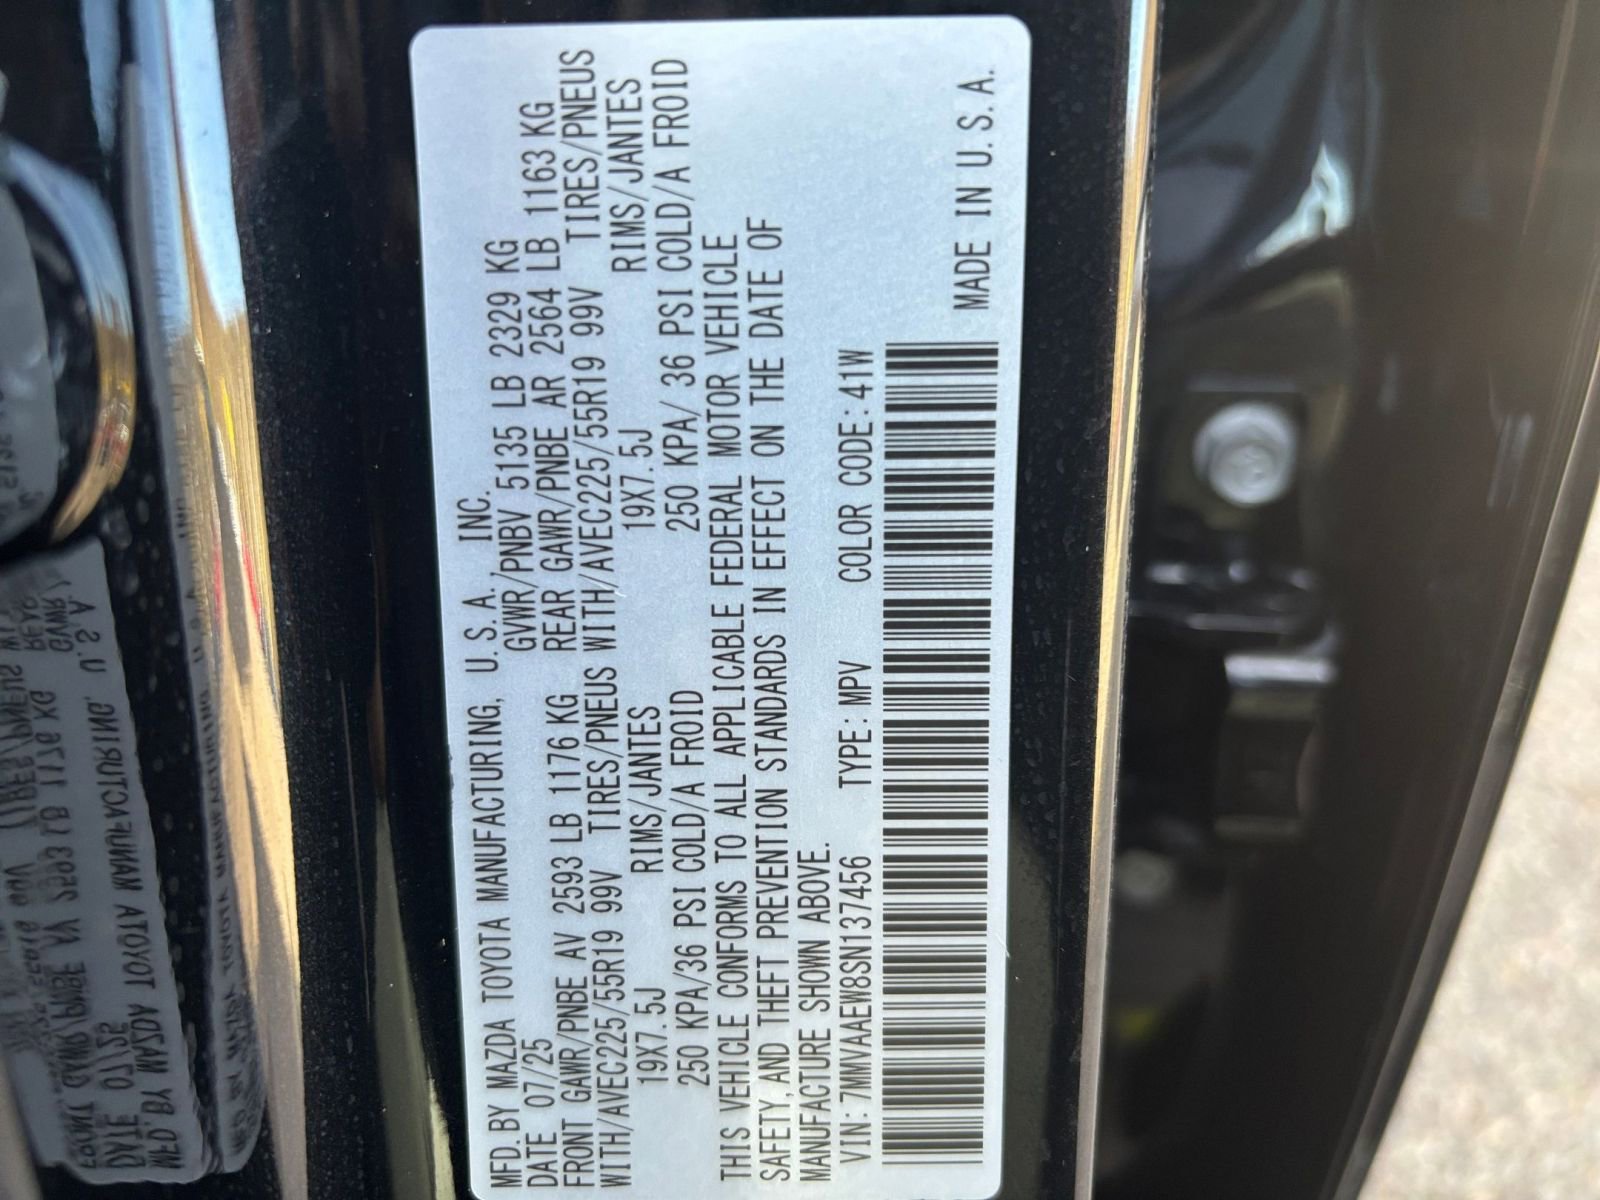 MFD. BY MAZDA TOYOTA MANUFACTURING, U.S.A. INC.
DATE 07/25 GVWR/PNBV 5135 LB 2329 KG
FRONT GAWR/PNBE AV 2593 LB 1176 KG REAR GAWR/PNBE AR 2564 LB 1163 KG
WITH/AVEC225/55R19 99V TIRES/PNEUS WITH/AVEC225/55R19 99V TIRES/PNEUS
19X7.5J RIMS/JANTES 19X7.5J RIMS/JANTES
250 KPA/36 PSI COLD/A FROID 250 KPA/ 36 PSI COLD/A FROID
THIS VEHICLE CONFORMS TO ALL APPLICABLE FEDERAL MOTOR VEHICLE
SAFETY, AND THEFT PREVENTION STANDARDS IN EFFECT ON THE DATE OF
MANUFACTURE SHOWN ABOVE.
VIN: 7MMVAAEW8SN137456 TYPE: MPV COLOR CODE: 41W
MADE IN U.S.A.